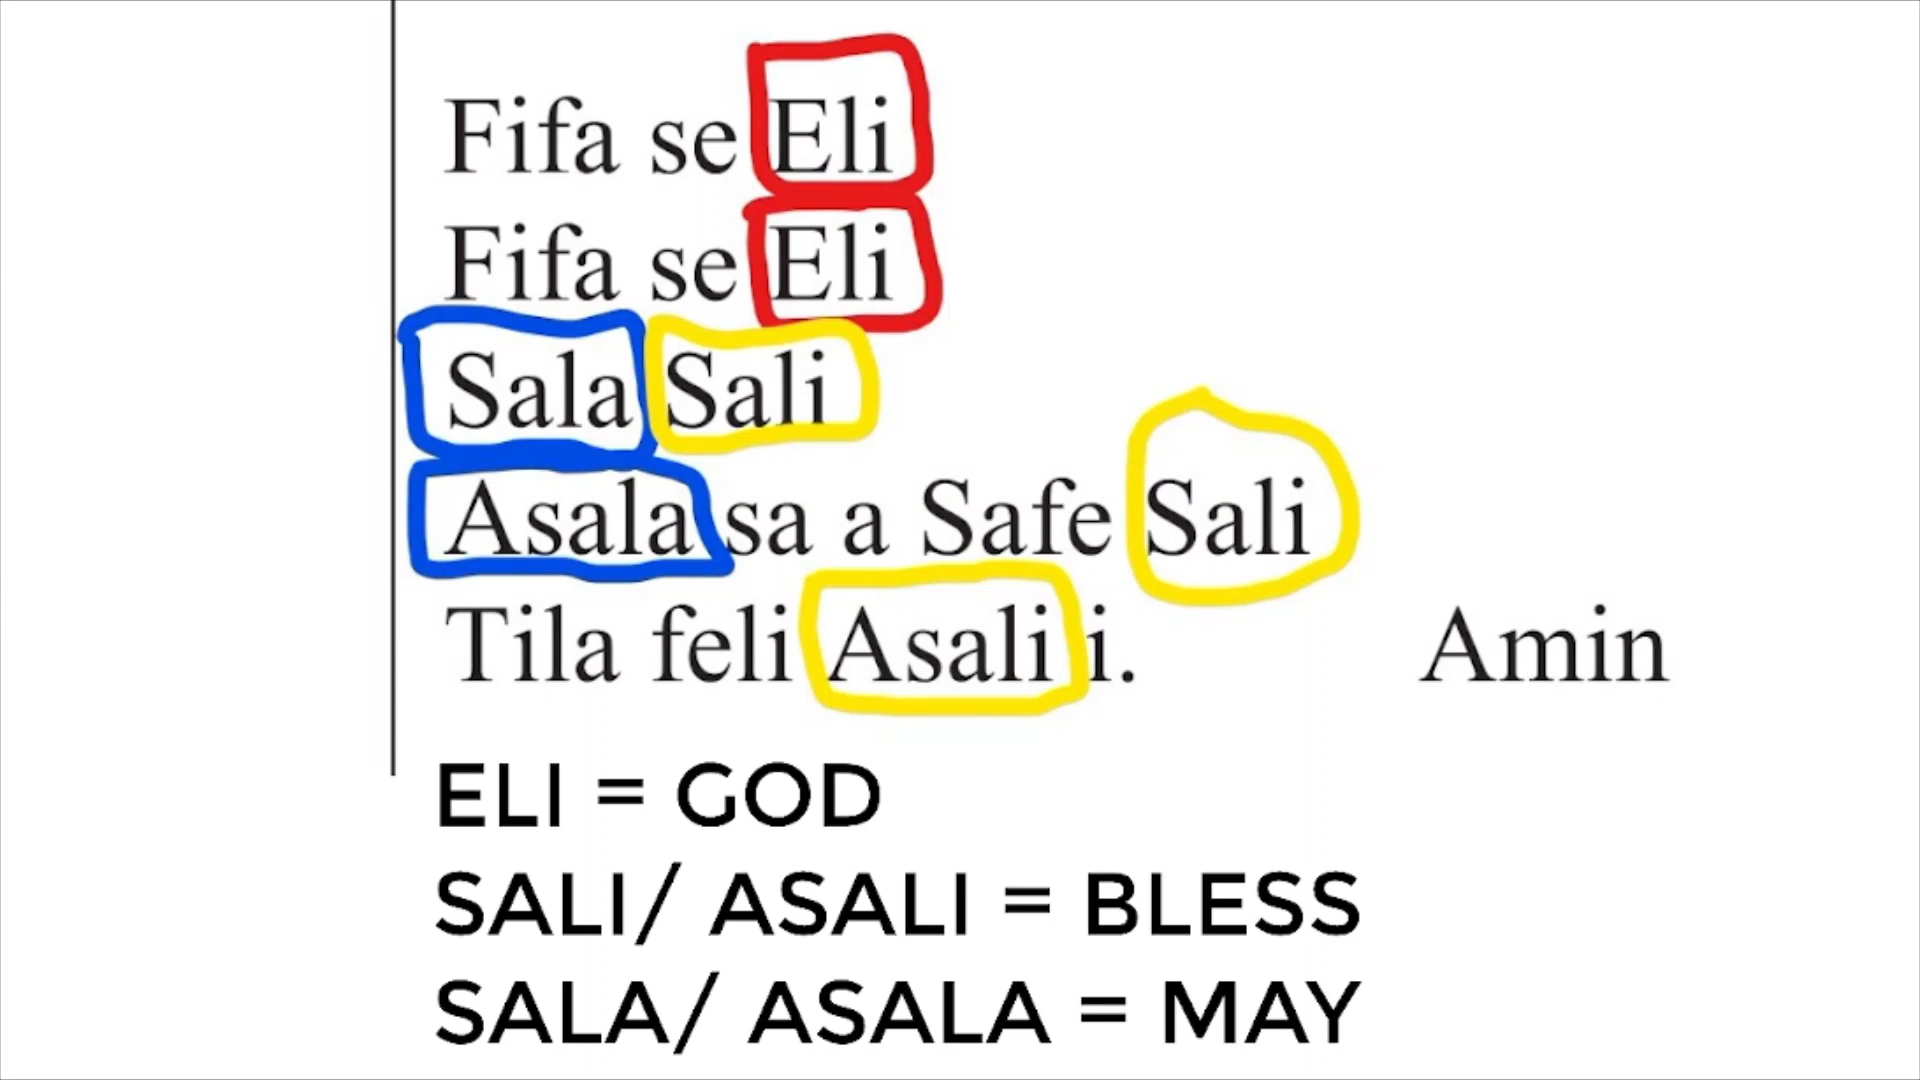 Fifa se Eli
Fifa se Eli
Sala Sali
Asala sa a Safe Sali
Tila feli Asali i. Amin
ELI = GOD
SALI/ ASALI = BLESS
SALA/ ASALA = MAY